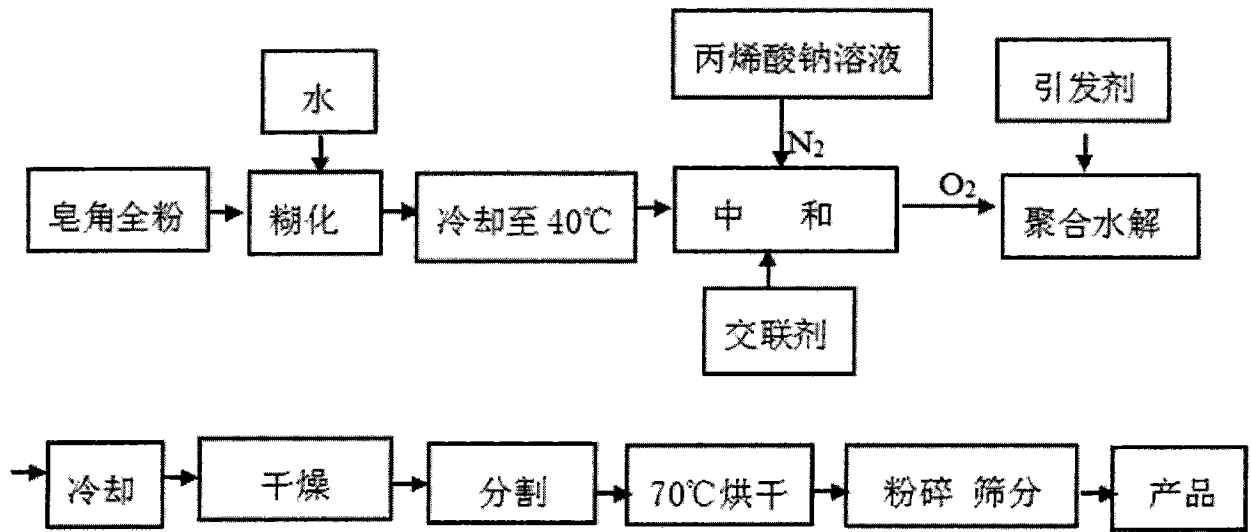 丙烯酸钠溶液
引发剂
水
N₂
O₂
皂角全粉
糊化
冷却至 40℃
中 和
聚合水解
交联剂
冷却
干燥
分割
70℃烘干
粉碎 筛分
产品